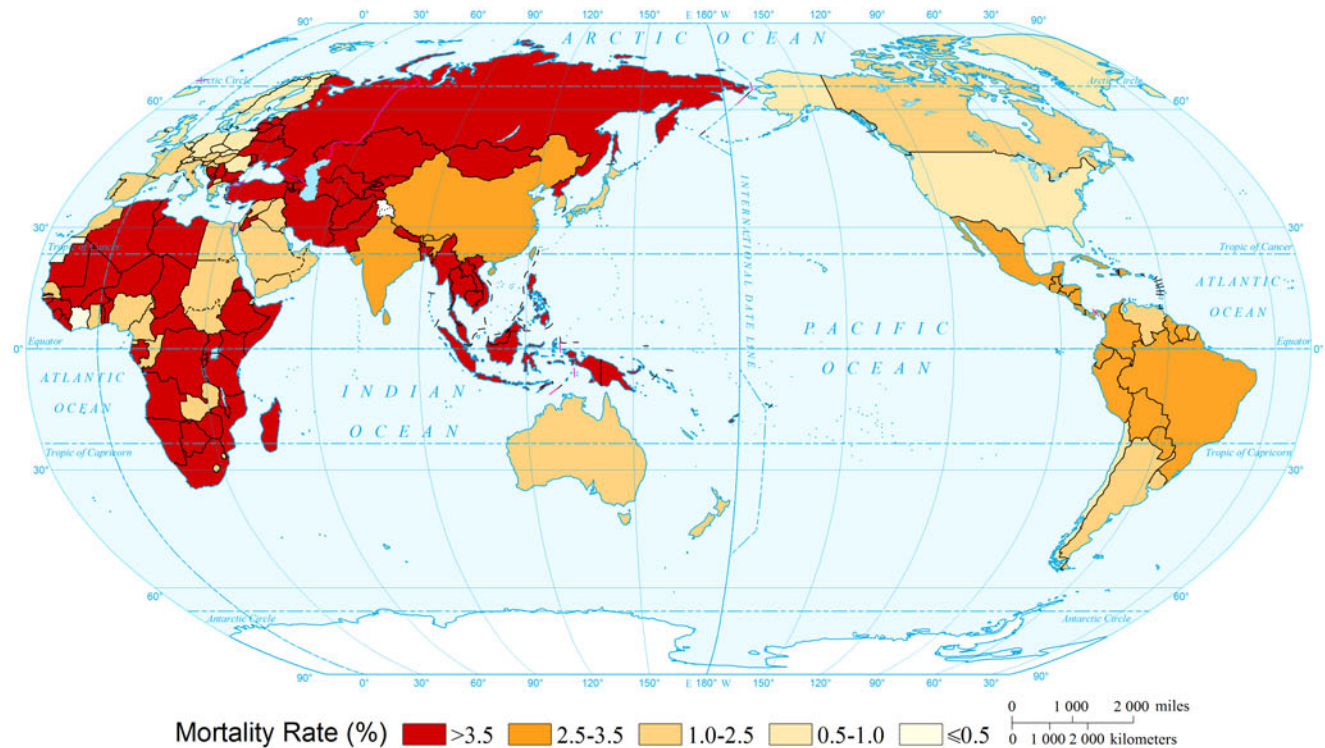 90° 0° 30° 60° 90° 120° 150° E 180° W 150° 120° 90° 60° 30° 90°
ARCTIC OCEAN
Arctic Circle
Arctic Circle
60°
60°
30°
30°
Tropic of Cancer
Tropic of Cancer
INTERNATIONAL DATE LINE
ATLANTIC
OCEAN
PACIFIC
OCEAN
Equator
Equator
0°
0°
ATLANTIC
OCEAN
INDIAN
OCEAN
Tropic of Capricorn
Tropic of Capricorn
30°
30°
60°
60°
Antarctic Circle
Antarctic Circle
90° 0° 30° 60° 90° 120° 150° E 180° W 150° 120° 90° 60° 30° 90°
Mortality Rate (%) >3.5 2.5-3.5 1.0-2.5 0.5-1.0 ≤0.5
0 1 000 2 000 miles
0 1 000 2 000 kilometers